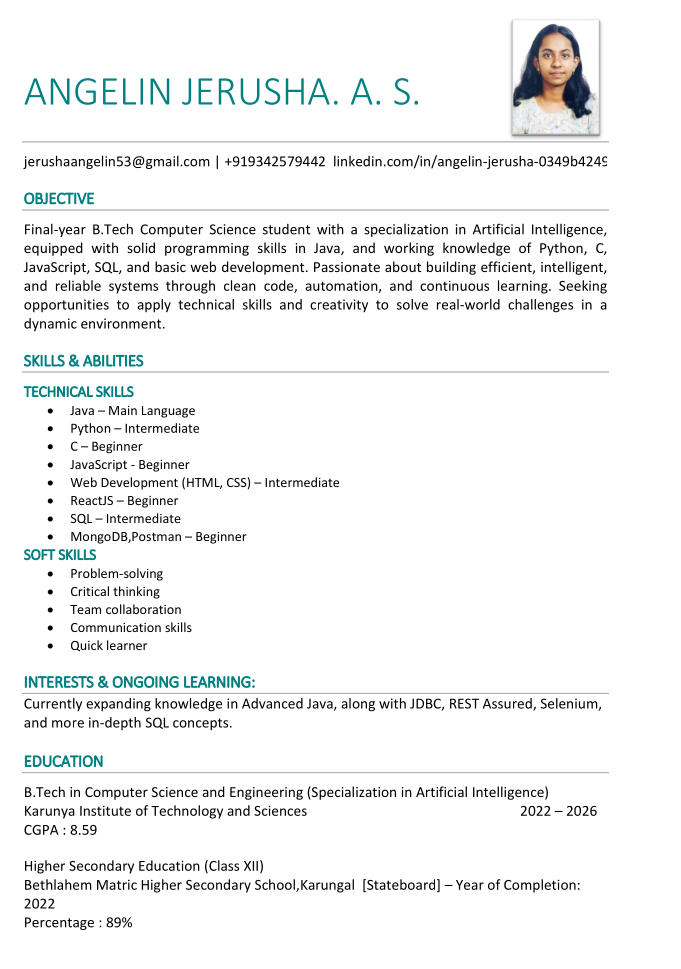 ANGELIN JERUSHA. A. S.
jerushaangelin53@gmail.com | +919342579442 linkedin.com/in/angelin-jerusha-0349b4249
OBJECTIVE
Final-year B.Tech Computer Science student with a specialization in Artificial Intelligence,
equipped with solid programming skills in Java, and working knowledge of Python, C,
JavaScript, SQL, and basic web development. Passionate about building efficient, intelligent,
and reliable systems through clean code, automation, and continuous learning. Seeking
opportunities to apply technical skills and creativity to solve real-world challenges in a
dynamic environment.
SKILLS & ABILITIES
TECHNICAL SKILLS
• Java – Main Language
• Python – Intermediate
• C – Beginner
• JavaScript - Beginner
• Web Development (HTML, CSS) – Intermediate
• ReactJS – Beginner
• SQL – Intermediate
• MongoDB,Postman – Beginner
SOFT SKILLS
• Problem-solving
• Critical thinking
• Team collaboration
• Communication skills
• Quick learner
INTERESTS & ONGOING LEARNING:
Currently expanding knowledge in Advanced Java, along with JDBC, REST Assured, Selenium,
and more in-depth SQL concepts.
EDUCATION
B.Tech in Computer Science and Engineering (Specialization in Artificial Intelligence)
Karunya Institute of Technology and Sciences 2022 – 2026
CGPA : 8.59
Higher Secondary Education (Class XII)
Bethlahem Matric Higher Secondary School,Karungal [Stateboard] – Year of Completion:
2022
Percentage : 89%